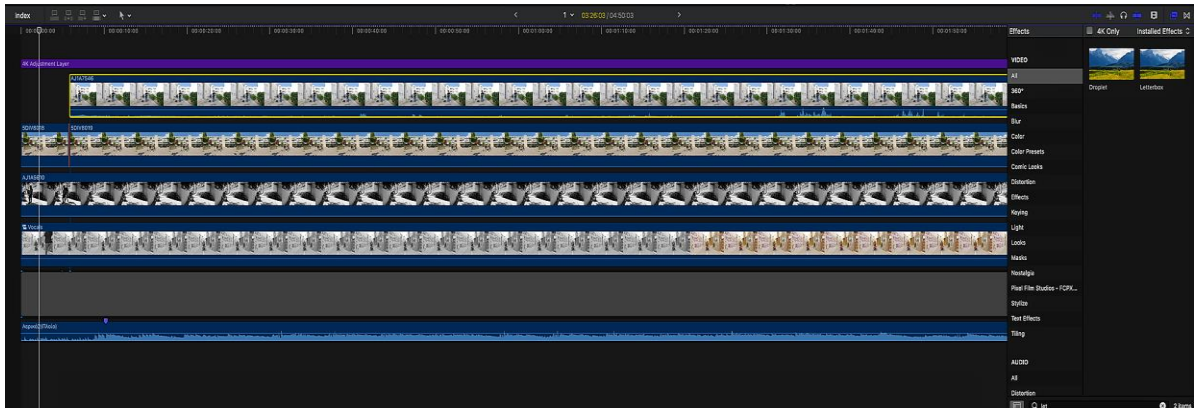 Index
1
03:26:03 / 04:50:03
00:00:10:00
00:00:20:00
00:00:30:00
00:00:40:00
00:00:50:00
00:01:00:00
00:01:10:00
00:01:20:00
00:01:30:00
00:01:40:00
00:01:50:00
Effects
4K Only
Installed Effects
4K Adjustment Layer
AJ1A7546
Vocals
VIDEO
All
360°
Basics
Blur
Color
Color Presets
Comic Looks
Distortion
Effects
Keying
Light
Looks
Masks
Nostalgia
Pixel Film Studios - FCPX...
Stylize
Text Effects
Tiling
AUDIO
All
Distortion
Droplet
Letterbox
let
2 items